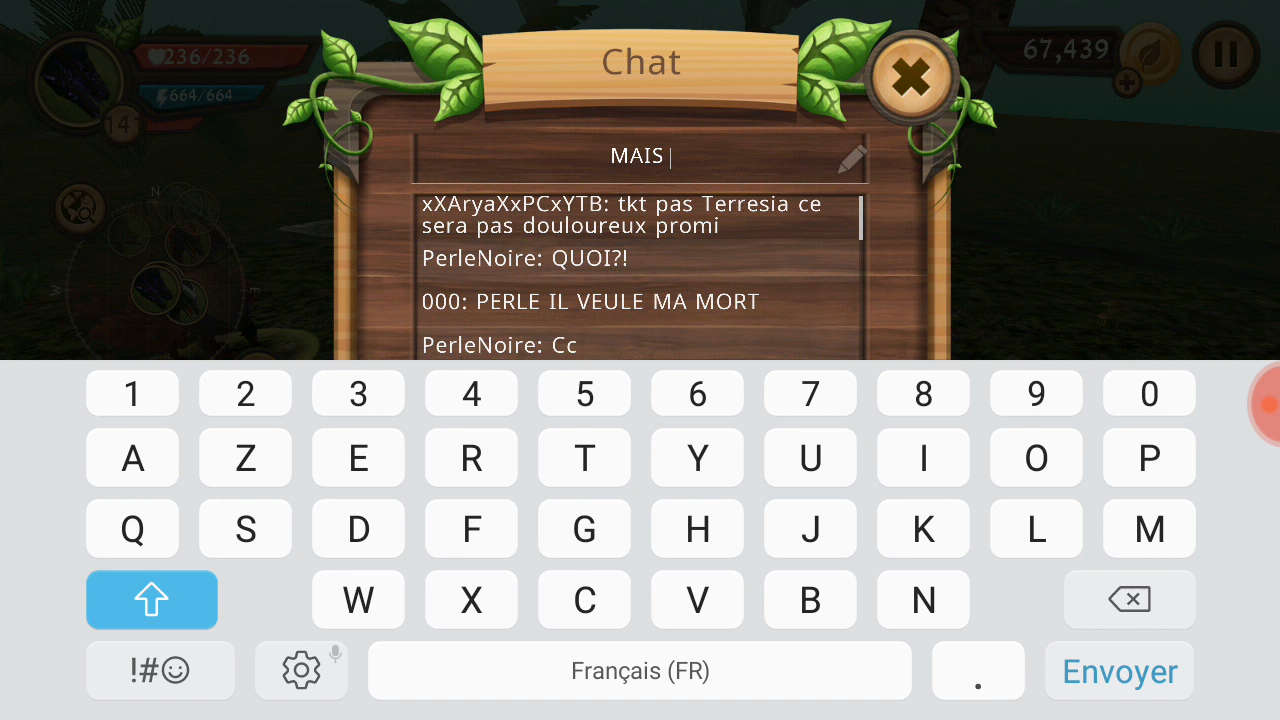 236/236
Chat
67,439
664/664
14
MAIS
N
xXAryaXxPCxYTB: tkt pas Terresia ce
sera pas douloureux promi
PerleNoire: QUOI?!
W
E
000: PERLE IL VEULE MA MORT
PerleNoire: Cc
1 2 3 4 5 6 7 8 9 0
A Z E R T Y U I O P
Q S D F G H J K L M
W X C V B N
!#☺
Français (FR)
.
Envoyer